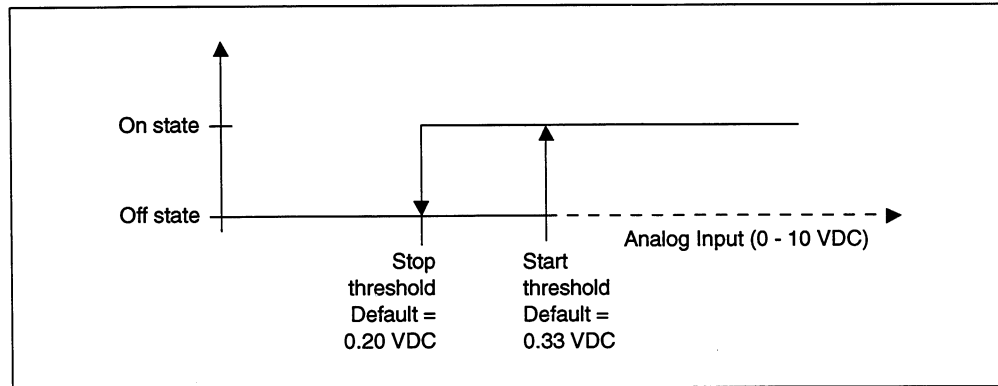 On state
Off state
Analog Input (0 - 10 VDC)
Stop
threshold
Default =
0.20 VDC
Start
threshold
Default =
0.33 VDC